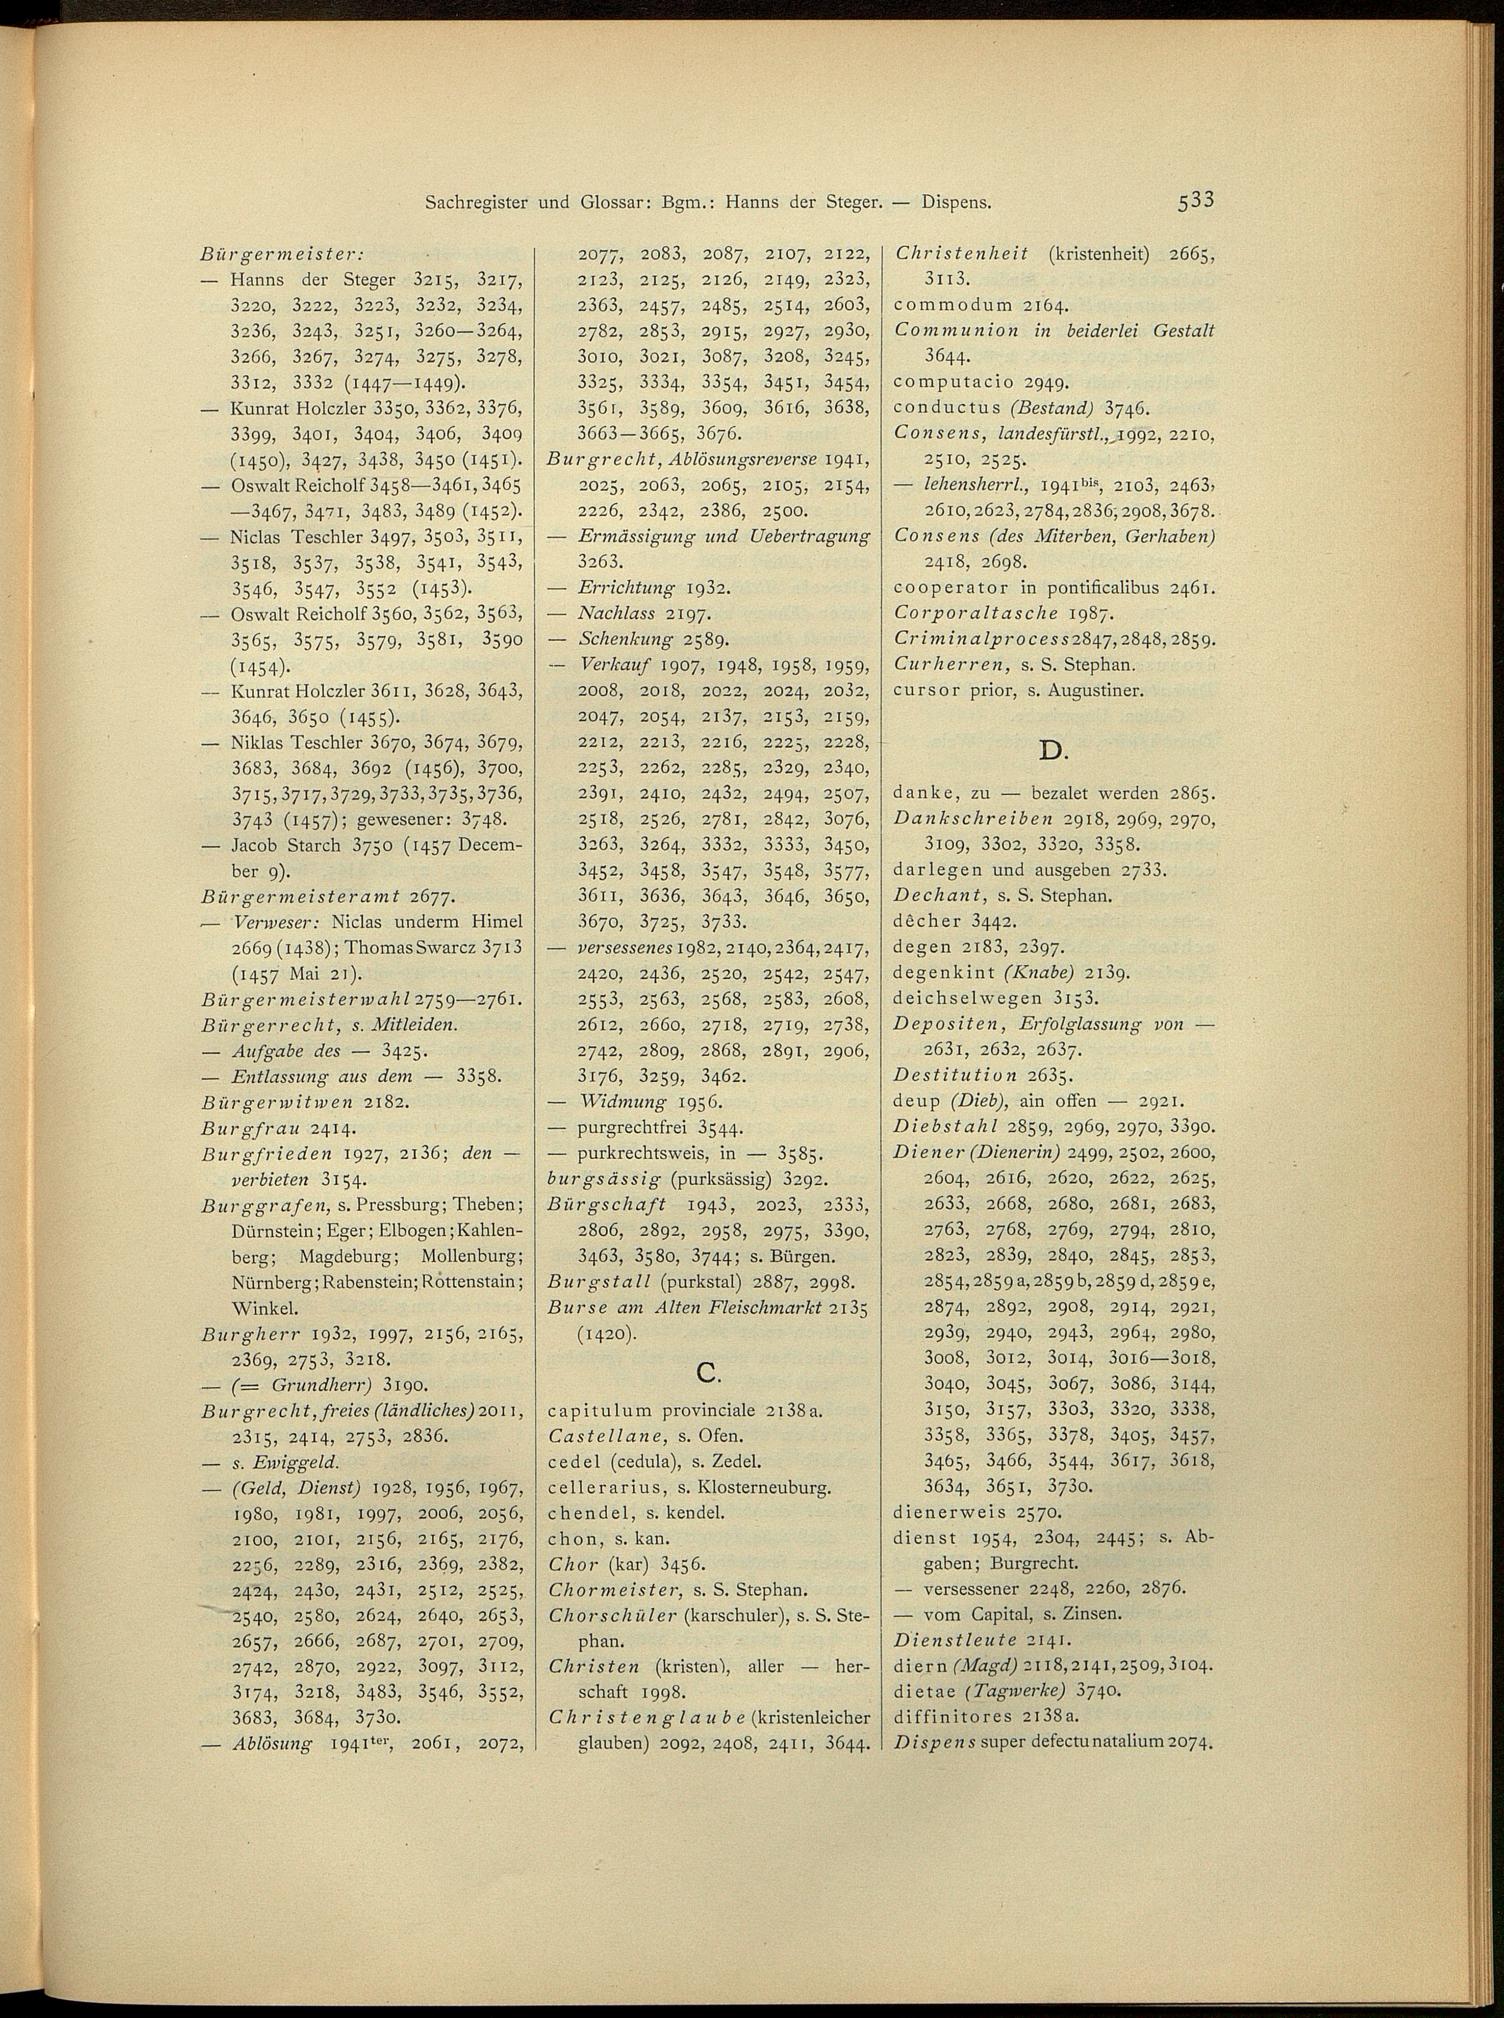 Sachregister und Glossar: Bgm.: Hanns der Steger. — Dispens. 533
Bürgermeister:
— Hanns der Steger 3215, 3217,
3220, 3222, 3223, 3232, 3234,
3236, 3243, 3251, 3260—3264,
3266, 3267, 3274, 3275, 3278,
3312, 3332 (1447—1449).
— Kunrat Holczler 3350, 3362, 3376,
3399, 3401, 3404, 3406, 3409
(1450), 3427, 3438, 3450 (1451).
— Oswalt Reicholf 3458—3461, 3465
—3467, 3471, 3483, 3489 (1452).
— Niclas Teschler 3497, 3503, 3511,
3518, 3537, 3538, 3541, 3543,
3546, 3547, 3552 (1453).
— Oswalt Reicholf 3560, 3562, 3563,
3565, 3575, 3579, 3581, 3590
(1454).
— Kunrat Holczler 3611, 3628, 3643,
3646, 3650 (1455).
— Niklas Teschler 3670, 3674, 3679,
3683, 3684, 3692 (1456), 3700,
3715, 3717, 3729, 3733, 3735, 3736,
3743 (1457); gewesener: 3748.
— Jacob Starch 3750 (1457 Decem-
ber 9).
Bürgermeisteramt 2677.
— Verweser: Niclas underm Himel
2669 (1438); Thomas Swarcz 3713
(1457 Mai 21).
Bürgermeisterwahl 2759—2761.
Bürgerrecht, s. Mitleiden.
— Aufgabe des — 3425.
— Entlassung aus dem — 3358.
Bürgerwitwen 2182.
Burgfrau 2414.
Burgfrieden 1927, 2136; den —
verbieten 3154.
Burggrafen, s. Pressburg; Theben;
Dürnstein; Eger; Elbogen; Kahlen-
berg; Magdeburg; Mollenburg;
Nürnberg; Rabenstein; Rottenstain;
Winkel.
Burgherr 1932, 1997, 2156, 2165,
2369, 2753, 3218.
— (= Grundherr) 3190.
Burgrecht, freies (ländliches) 2011,
2315, 2414, 2753, 2836.
— s. Ewiggeld.
— (Geld, Dienst) 1928, 1956, 1967,
1980, 1981, 1997, 2006, 2056,
2100, 2101, 2156, 2165, 2176,
2256, 2289, 2316, 2369, 2382,
2424, 2430, 2431, 2512, 2525,
2540, 2580, 2624, 2640, 2653,
2657, 2666, 2687, 2701, 2709,
2742, 2870, 2922, 3097, 3112,
3174, 3218, 3483, 3546, 3552,
3683, 3684, 3730.
— Ablösung 1941ter, 2061, 2072,
2077, 2083, 2087, 2107, 2122,
2123, 2125, 2126, 2149, 2323,
2363, 2457, 2485, 2514, 2603,
2782, 2853, 2915, 2927, 2930,
3010, 3021, 3087, 3208, 3245,
3325, 3334, 3354, 3451, 3454,
3561, 3589, 3609, 3616, 3638,
3663—3665, 3676.
Burgrecht, Ablösungsreverse 1941,
2025, 2063, 2065, 2105, 2154,
2226, 2342, 2386, 2500.
— Ermässigung und Uebertragung
3263.
— Errichtung 1932.
— Nachlass 2197.
— Schenkung 2589.
— Verkauf 1907, 1948, 1958, 1959,
2008, 2018, 2022, 2024, 2032,
2047, 2054, 2137, 2153, 2159,
2212, 2213, 2216, 2225, 2228,
2253, 2262, 2285, 2329, 2340,
2391, 2410, 2432, 2494, 2507,
2518, 2526, 2781, 2842, 3076,
3263, 3264, 3332, 3333, 3450,
3452, 3458, 3547, 3548, 3577,
3611, 3636, 3643, 3646, 3650,
3670, 3725, 3733.
— versessenes 1982, 2140, 2364, 2417,
2420, 2436, 2520, 2542, 2547,
2553, 2563, 2568, 2583, 2608,
2612, 2660, 2718, 2719, 2738,
2742, 2809, 2868, 2891, 2906,
3176, 3259, 3462.
— Widmung 1956.
— purgrechtfrei 3544.
— purkrechtsweis, in — 3585.
burgsässig (purksässig) 3292.
Bürgschaft 1943, 2023, 2333,
2806, 2892, 2958, 2975, 3390,
3463, 3580, 3744; s. Bürgen.
Burgstall (purkstal) 2887, 2998.
Burse am Alten Fleischmarkt 2135
(1420).
C.
capitulum provinciale 2138a.
Castellane, s. Ofen.
cedel (cedula), s. Zedel.
cellerarius, s. Klosterneuburg.
chendel, s. kendel.
chon, s. kan.
Chor (kar) 3456.
Chormeister, s. S. Stephan.
Chorschüler (karschuler), s. S. Ste-
phan.
Christen (kristen), aller — her-
schaft 1998.
Christenglaube (kristenleicher
glauben) 2092, 2408, 2411, 3644.
Christenheit (kristenheit) 2665,
3113.
commodum 2164.
Communion in beiderlei Gestalt
3644.
computacio 2949.
conductus (Bestand) 3746.
Consens, landesfürstl., 1992, 2210,
2510, 2525.
— lehensherrl., 1941bis, 2103, 2463,
2610, 2623, 2784, 2836, 2908, 3678.
Consens (des Miterben, Gerhaben)
2418, 2698.
cooperator in pontificalibus 2461.
Corporaltasche 1987.
Criminalprocess 2847, 2848, 2859.
Curherren, s. S. Stephan.
cursor prior, s. Augustiner.
D.
danke, zu — bezalet werden 2865.
Dankschreiben 2918, 2969, 2970,
3109, 3302, 3320, 3358.
darlegen und ausgeben 2733.
Dechant, s. S. Stephan.
dêcher 3442.
degen 2183, 2397.
degenkint (Knabe) 2139.
deichselwegen 3153.
Depositen, Erfolglassung von —
2631, 2632, 2637.
Destitution 2635.
deup (Dieb), ain offen — 2921.
Diebstahl 2859, 2969, 2970, 3390.
Diener (Dienerin) 2499, 2502, 2600,
2604, 2616, 2620, 2622, 2625,
2633, 2668, 2680, 2681, 2683,
2763, 2768, 2769, 2794, 2810,
2823, 2839, 2840, 2845, 2853,
2854, 2859a, 2859b, 2859d, 2859e,
2874, 2892, 2908, 2914, 2921,
2939, 2940, 2943, 2964, 2980,
3008, 3012, 3014, 3016—3018,
3040, 3045, 3067, 3086, 3144,
3150, 3157, 3303, 3320, 3338,
3358, 3365, 3378, 3405, 3457,
3465, 3466, 3544, 3617, 3618,
3634, 3651, 3730.
dienerweis 2570.
dienst 1954, 2304, 2445; s. Ab-
gaben; Burgrecht.
— versessener 2248, 2260, 2876.
— vom Capital, s. Zinsen.
Dienstleute 2141.
diern (Magd) 2118, 2141, 2509, 3104.
dietae (Tagwerke) 3740.
diffinitores 2138a.
Dispens super defectu natalium 2074.